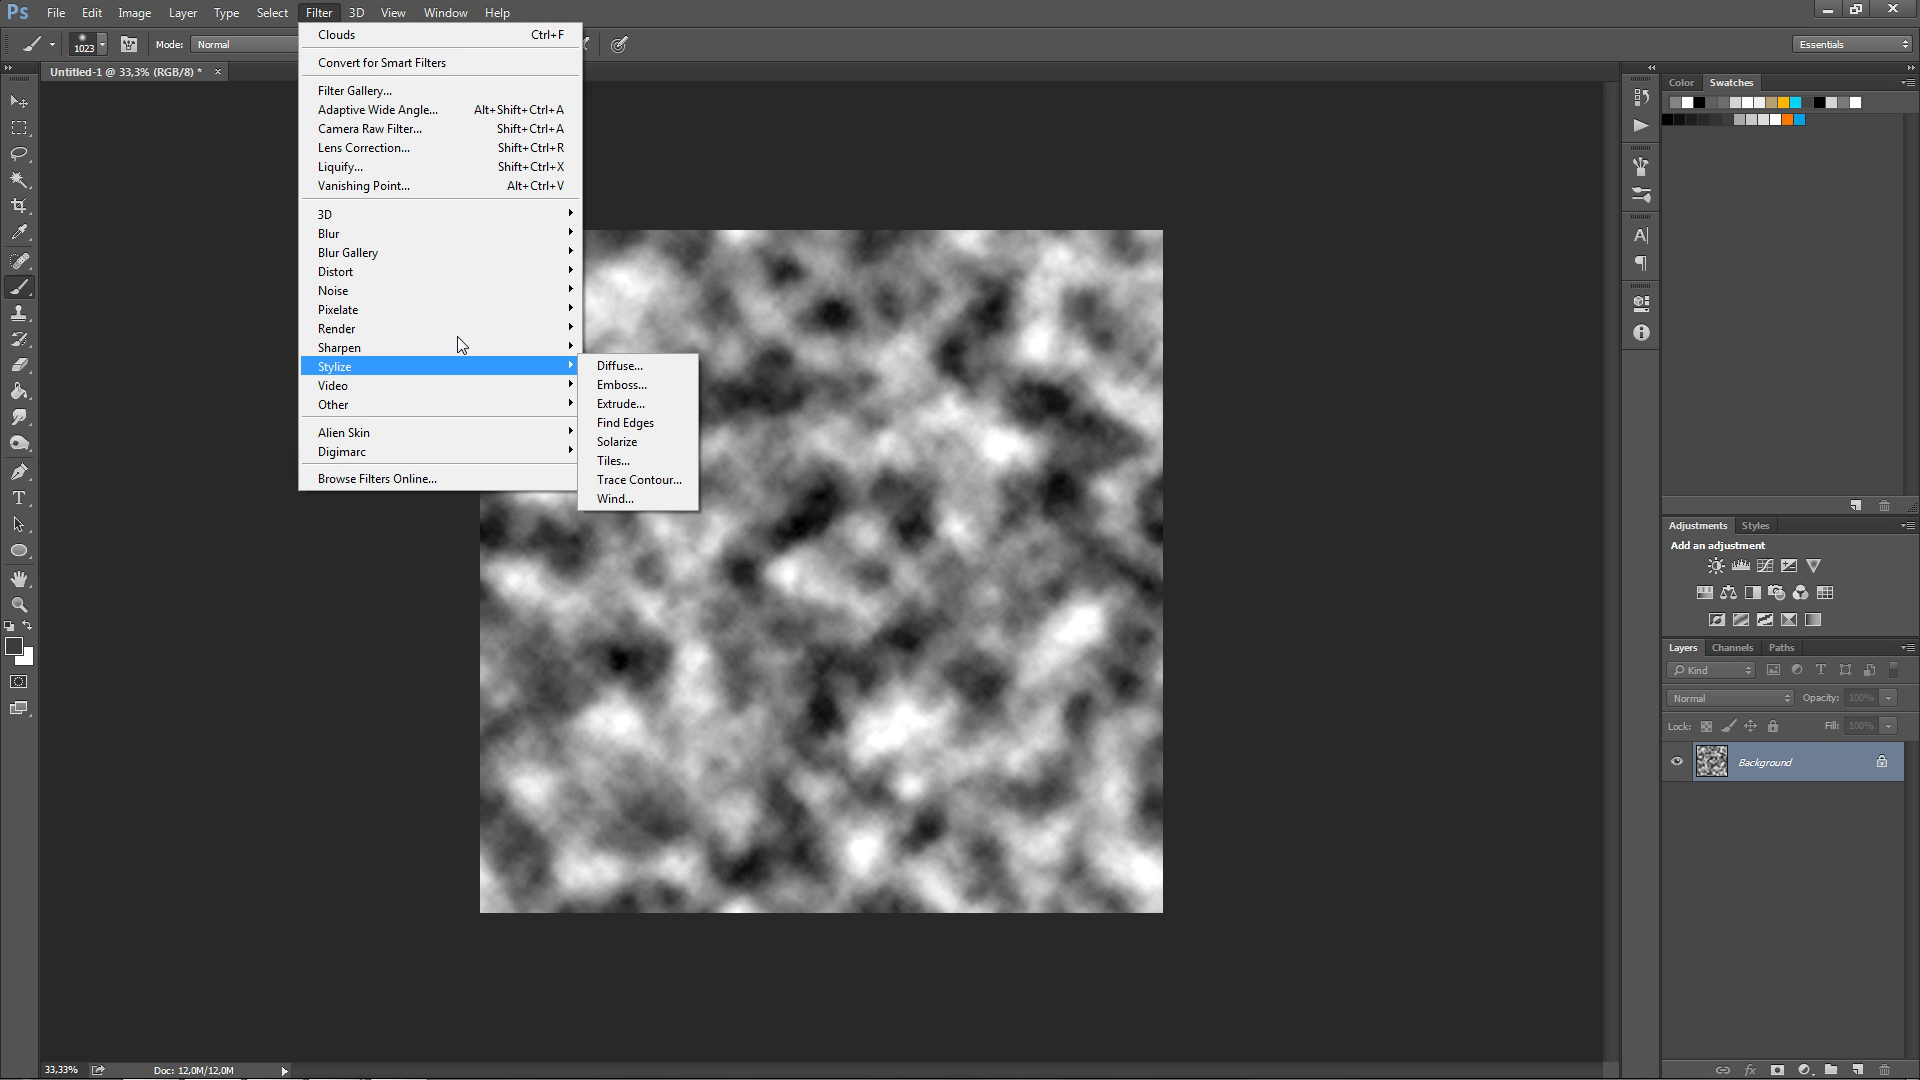 Ps File Edit Image Layer Type Select Filter 3D View Window Help
1023 Mode: Normal Essentials
Untitled-1 @ 33,3% (RGB/8) * ×
Clouds Ctrl+F
Convert for Smart Filters
Filter Gallery...
Adaptive Wide Angle... Alt+Shift+Ctrl+A
Camera Raw Filter... Shift+Ctrl+A
Lens Correction... Shift+Ctrl+R
Liquify... Shift+Ctrl+X
Vanishing Point... Alt+Ctrl+V
3D
Blur
Blur Gallery
Distort
Noise
Pixelate
Render
Sharpen
Stylize
Video
Other
Alien Skin
Digimarc
Browse Filters Online...
Diffuse...
Emboss...
Extrude...
Find Edges
Solarize
Tiles...
Trace Contour...
Wind...
Color Swatches
Adjustments Styles
Add an adjustment
Layers Channels Paths
Kind
Normal Opacity: 100%
Lock: Fill: 100%
Background
33,33% Doc: 12,0M/12,0M